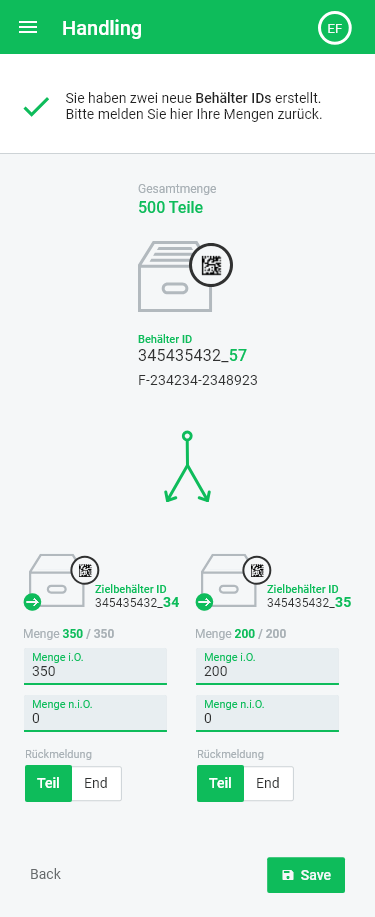 Handling
EF
Sie haben zwei neue Behälter IDs erstellt.
Bitte melden Sie hier Ihre Mengen zurück.
Gesamtmenge
500 Teile
Behälter ID
345435432_57
F-234234-2348923
Zielbehälter ID
345435432_34
Menge 350 / 350
Menge i.O.
350
Menge n.i.O.
0
Rückmeldung
Teil End
Zielbehälter ID
345435432_35
Menge 200 / 200
Menge i.O.
200
Menge n.i.O.
0
Rückmeldung
Teil End
Back
Save